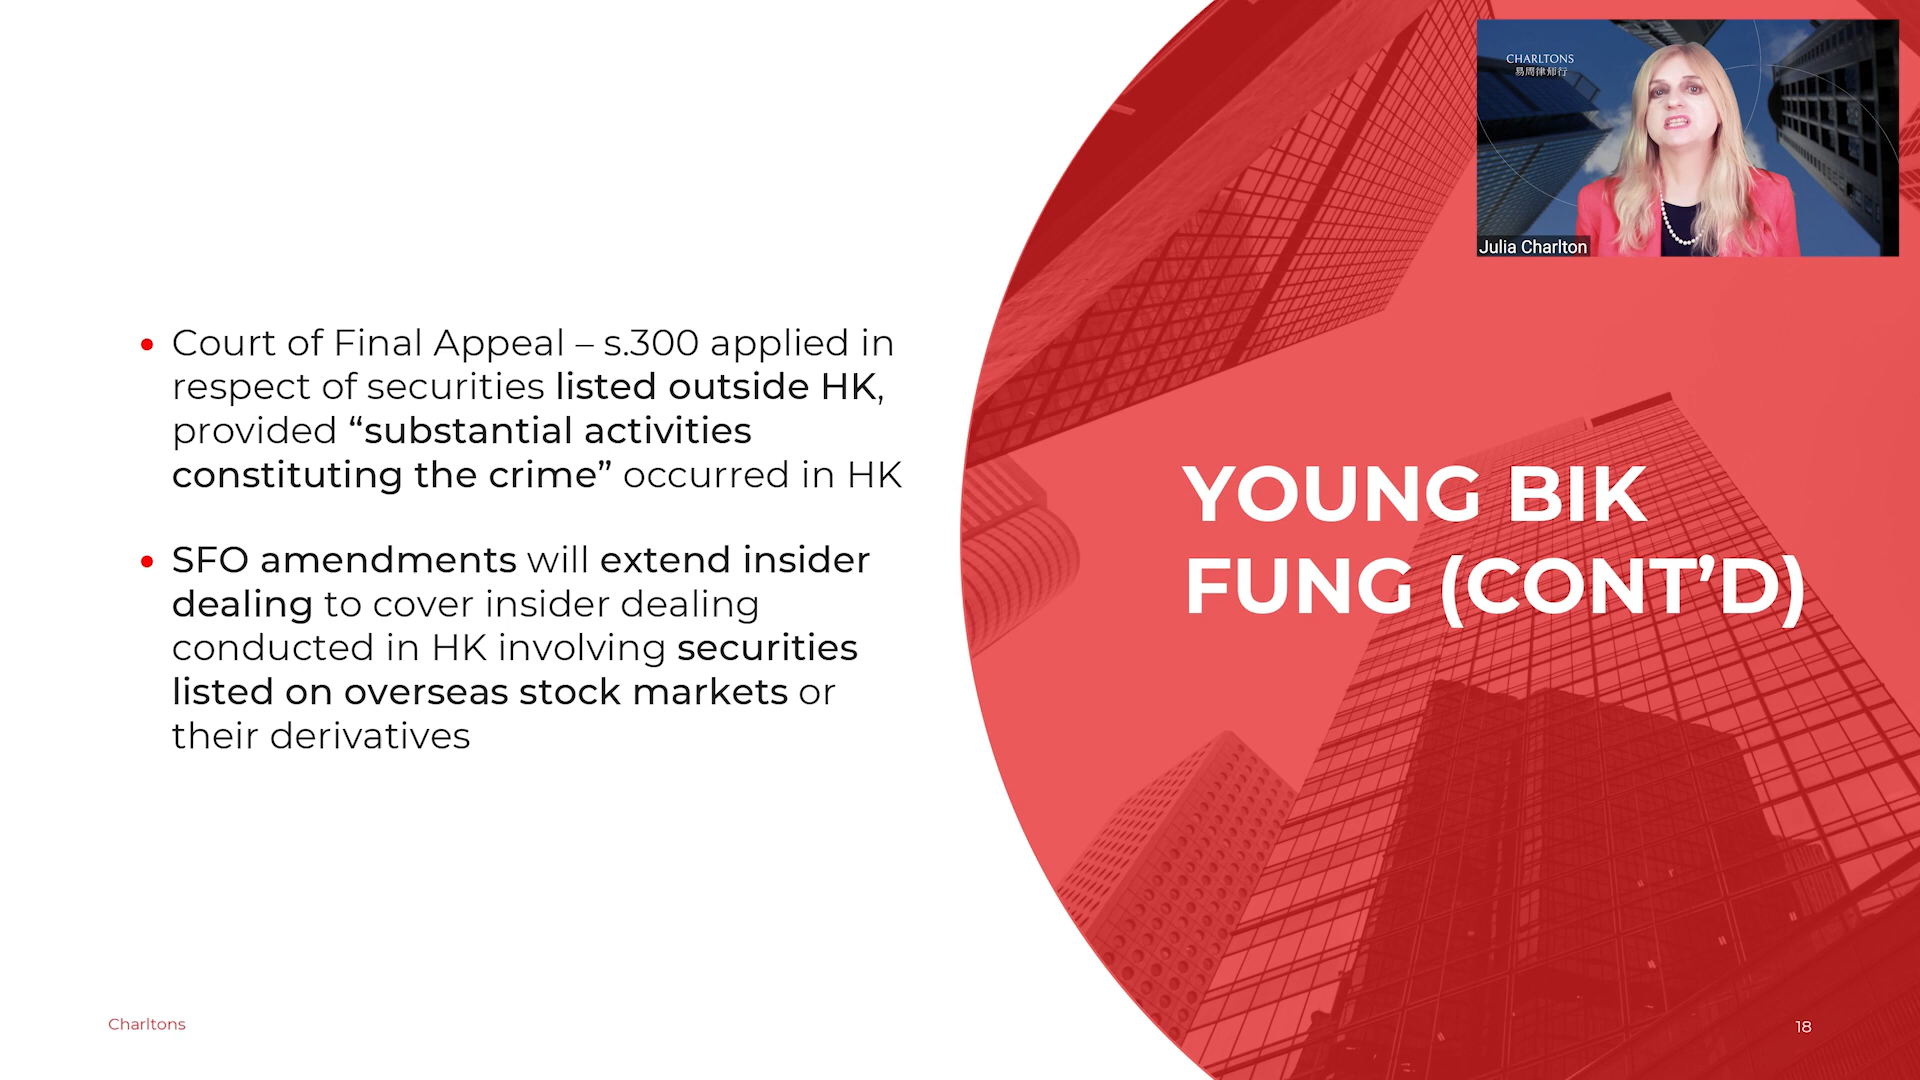 CHARLTONS
易周律师行
Julia Charlton
• Court of Final Appeal – s.300 applied in
respect of securities listed outside HK,
provided “substantial activities
constituting the crime” occurred in HK
• SFO amendments will extend insider
dealing to cover insider dealing
conducted in HK involving securities
listed on overseas stock markets or
their derivatives
YOUNG BIK
FUNG (CONT’D)
Charltons
18